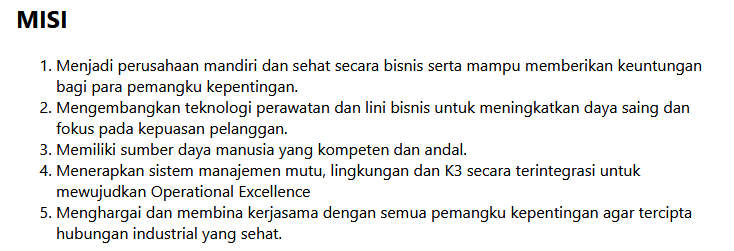 MISI
1. Menjadi perusahaan mandiri dan sehat secara bisnis serta mampu memberikan keuntungan
bagi para pemangku kepentingan.
2. Mengembangkan teknologi perawatan dan lini bisnis untuk meningkatkan daya saing dan
fokus pada kepuasan pelanggan.
3. Memiliki sumber daya manusia yang kompeten dan andal.
4. Menerapkan sistem manajemen mutu, lingkungan dan K3 secara terintegrasi untuk
mewujudkan Operational Excellence
5. Menghargai dan membina kerjasama dengan semua pemangku kepentingan agar tercipta
hubungan industrial yang sehat.